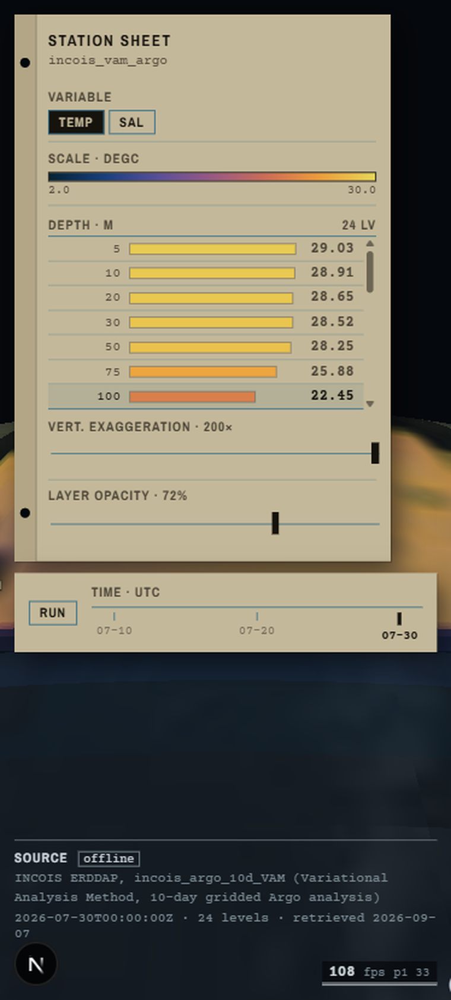 STATION SHEET
incois_vam_argo
VARIABLE
TEMP SAL
SCALE · DEGC
2.0 30.0
DEPTH · M 24 LV
5 29.03
10 28.91
20 28.65
30 28.52
50 28.25
75 25.88
100 22.45
VERT. EXAGGERATION · 200×
LAYER OPACITY · 72%
TIME · UTC
RUN
07-10 07-20 07-30
SOURCE offline
INCOIS ERDDAP, incois_argo_10d_VAM (Variational
Analysis Method, 10-day gridded Argo analysis)
2026-07-30T00:00:00Z · 24 levels · retrieved 2026-09-
07
N
108 fps p1 33